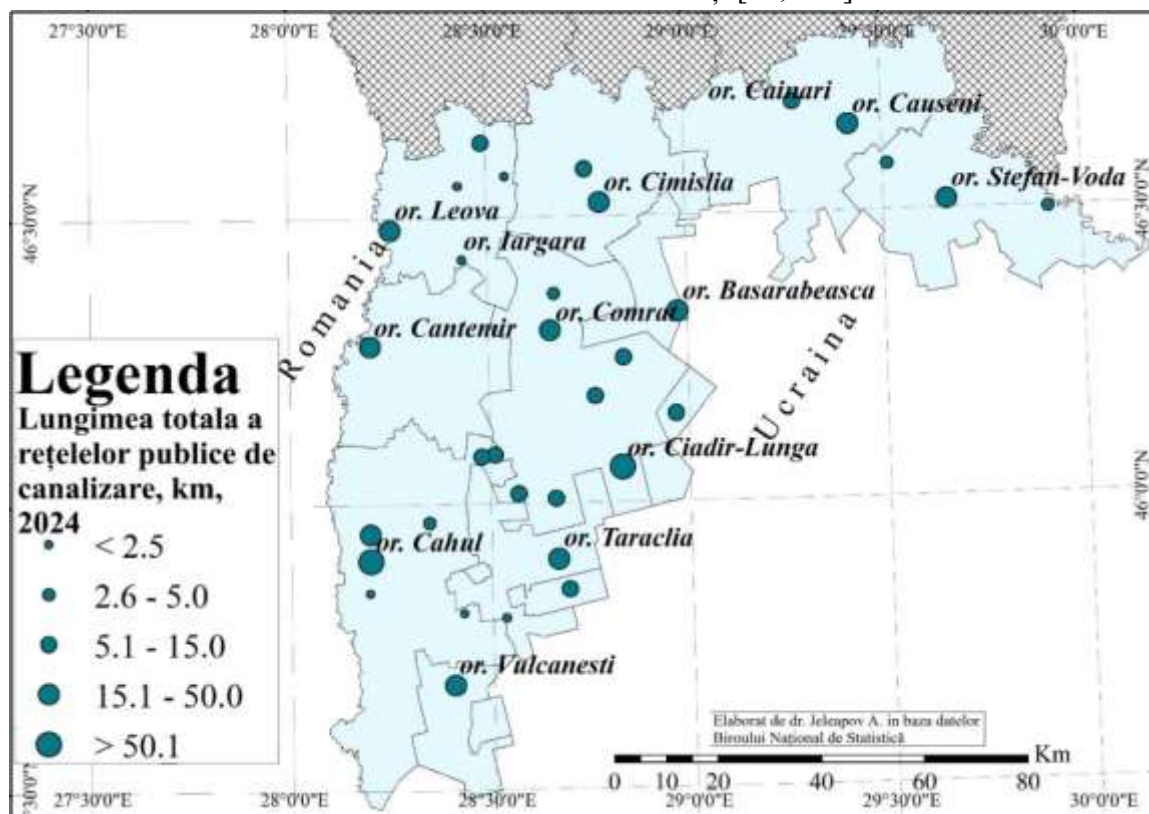 27°30'0"E 28°0'0"E 28°30'0"E 29°0'0"E 29°30'0"E 30°0'0"E
or. Cainari
or. Causeni
or. Cimislia
or. Stefan-Voda
46°30'0"N
46°30'0"N
or. Leova
or. Iargara
Romania
or. Basarabeasca
or. Comrat
or. Cantemir
Ucraina
Legenda
Lungimea totala a
rețelelor publice de
canalizare, km,
2024
< 2.5
2.6 - 5.0
5.1 - 15.0
15.1 - 50.0
> 50.1
or. Ciadir-Lunga
46°0'0"N
46°0'0"N
or. Cahul
or. Taraclia
or. Vulcanesti
Elaborat de dr. Jeleapov A. in baza datelor
Biroului Național de Statistică
Km
0 10 20 40 60 80
27°30'0"E 28°0'0"E 28°30'0"E 29°0'0"E 29°30'0"E 30°0'0"E